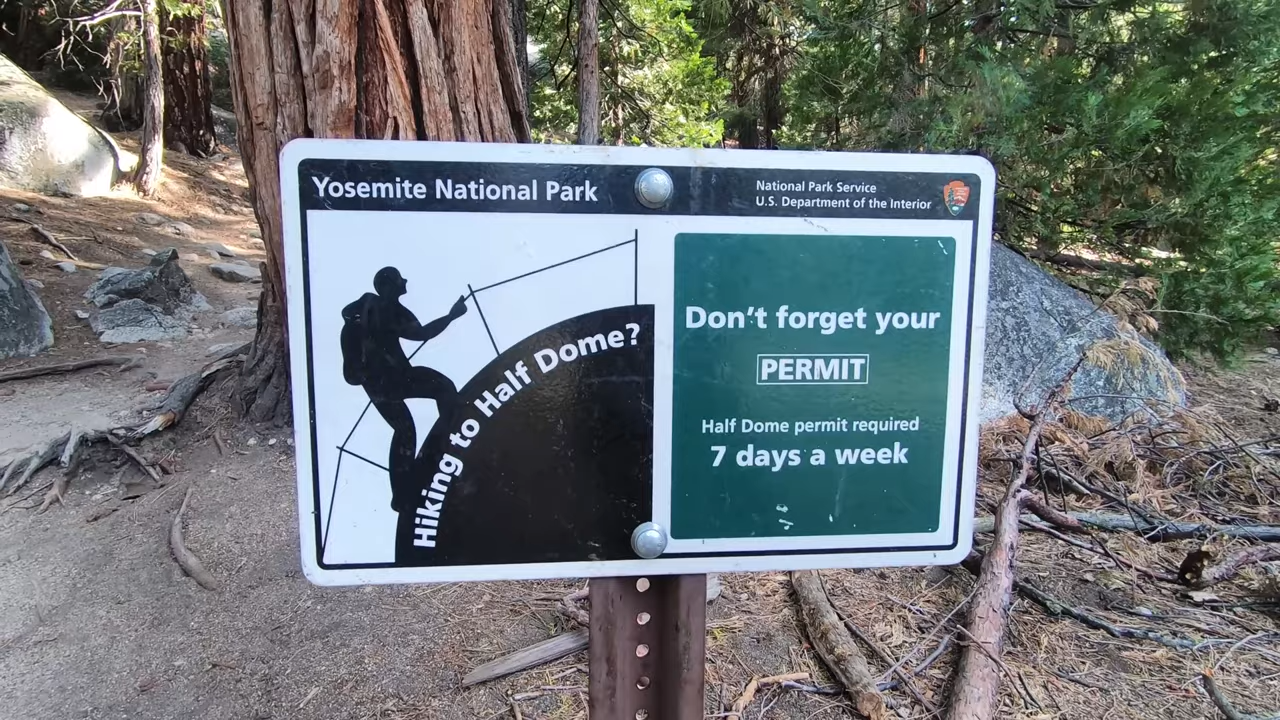 Yosemite National Park
National Park Service
U.S. Department of the Interior
Hiking to Half Dome?
Don't forget your
PERMIT
Half Dome permit required
7 days a week